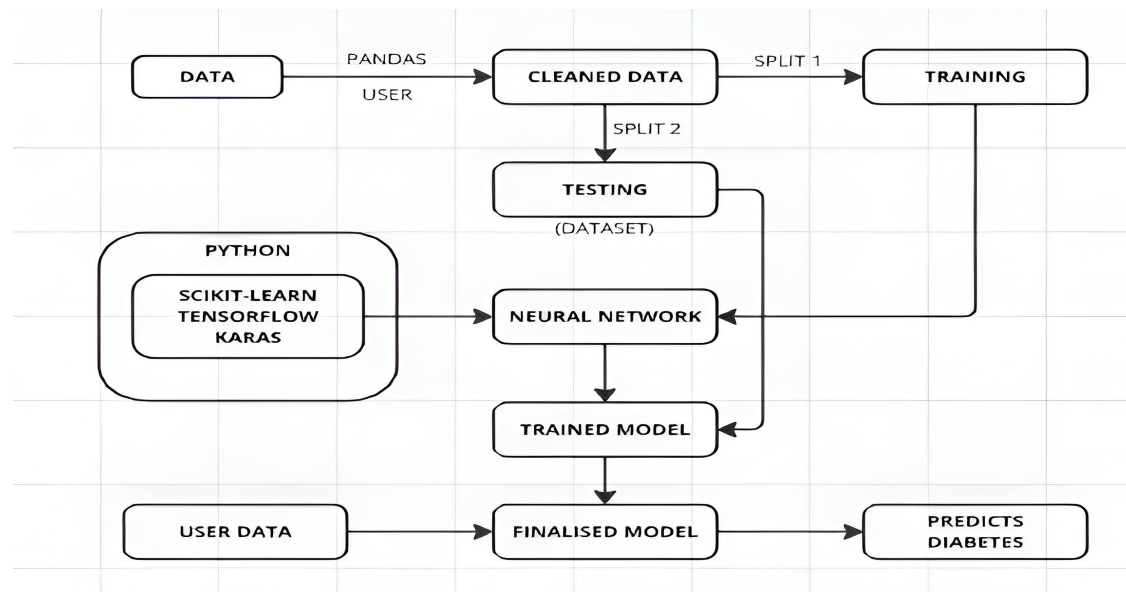 DATA
PANDAS
USER
CLEANED DATA
SPLIT 1
TRAINING
SPLIT 2
TESTING
(DATASET)
PYTHON
SCIKIT-LEARN
TENSORFLOW
KARAS
NEURAL NETWORK
TRAINED MODEL
USER DATA
FINALISED MODEL
PREDICTS
DIABETES